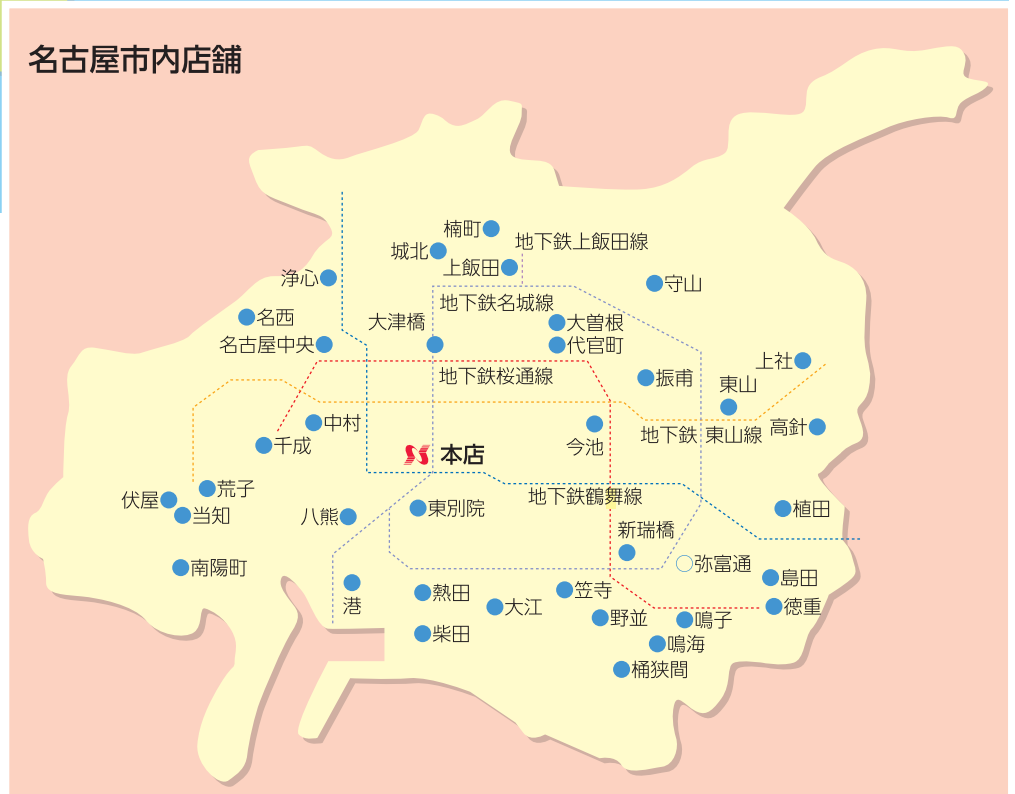 名古屋市内店舗
楠町
城北
地下鉄上飯田線
上飯田
浄心
守山
地下鉄名城線
名西
大津橋
大曽根
名古屋中央
代官町
上社
地下鉄桜通線
振甫
東山
中村
千成
今池
地下鉄 東山線
高針
本店
荒子
伏屋
当知
八熊
東別院
地下鉄鶴舞線
植田
新瑞橋
弥富通
南陽町
島田
港
熱田
笠寺
大江
徳重
野並
鳴子
柴田
鳴海
桶狭間